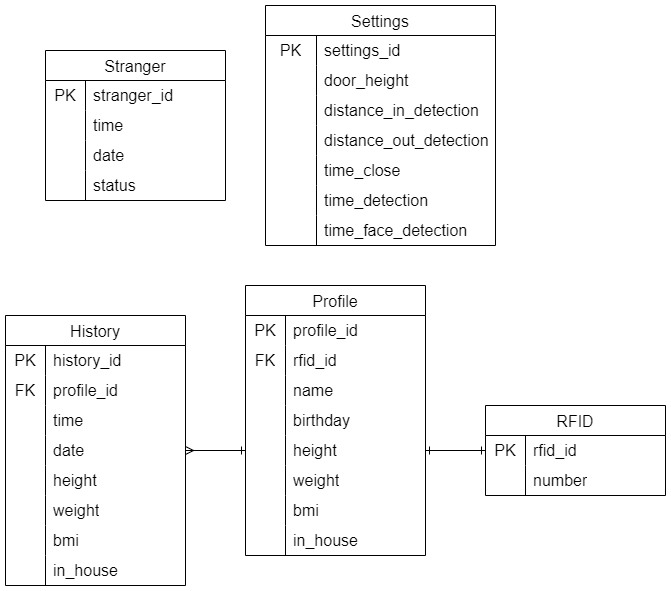 Settings
PK settings_id
door_height
distance_in_detection
distance_out_detection
time_close
time_detection
time_face_detection
Stranger
PK stranger_id
time
date
status
History
PK history_id
FK profile_id
time
date
height
weight
bmi
in_house
Profile
PK profile_id
FK rfid_id
name
birthday
height
weight
bmi
in_house
RFID
PK rfid_id
number